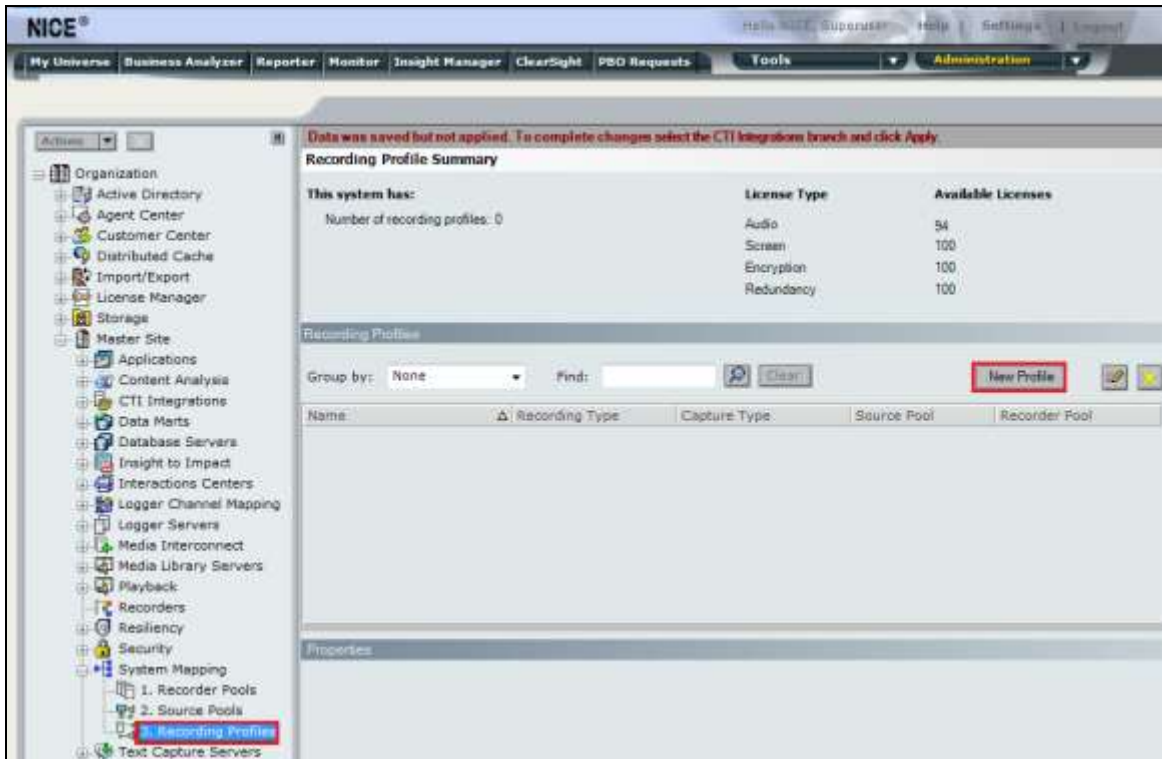 NICE®
Hello NICE, Superuser Help | Settings | Logout
My Universe Business Analyzer Reporter Monitor Insight Manager ClearSight PBO Requests Tools Administration
Actions
Data was saved but not applied. To complete changes select the CTI Integrations branch and click Apply.
Recording Profile Summary
Organization
Active Directory
Agent Center
Customer Center
Distributed Cache
Import/Export
License Manager
Storage
Master Site
Applications
Content Analysis
CTI Integrations
Data Marts
Database Servers
Insight to Impact
Interactions Centers
Logger Channel Mapping
Logger Servers
Media Interconnect
Media Library Servers
Playback
Recorders
Resiliency
Security
System Mapping
1. Recorder Pools
2. Source Pools
3. Recording Profiles
Text Capture Servers
This system has: License Type Available Licenses
Number of recording profiles: 0
Audio 94
Screen 100
Encryption 100
Redundancy 100
Recording Profiles
Group by: None Find: Clear New Profile
Name Recording Type Capture Type Source Pool Recorder Pool
Properties